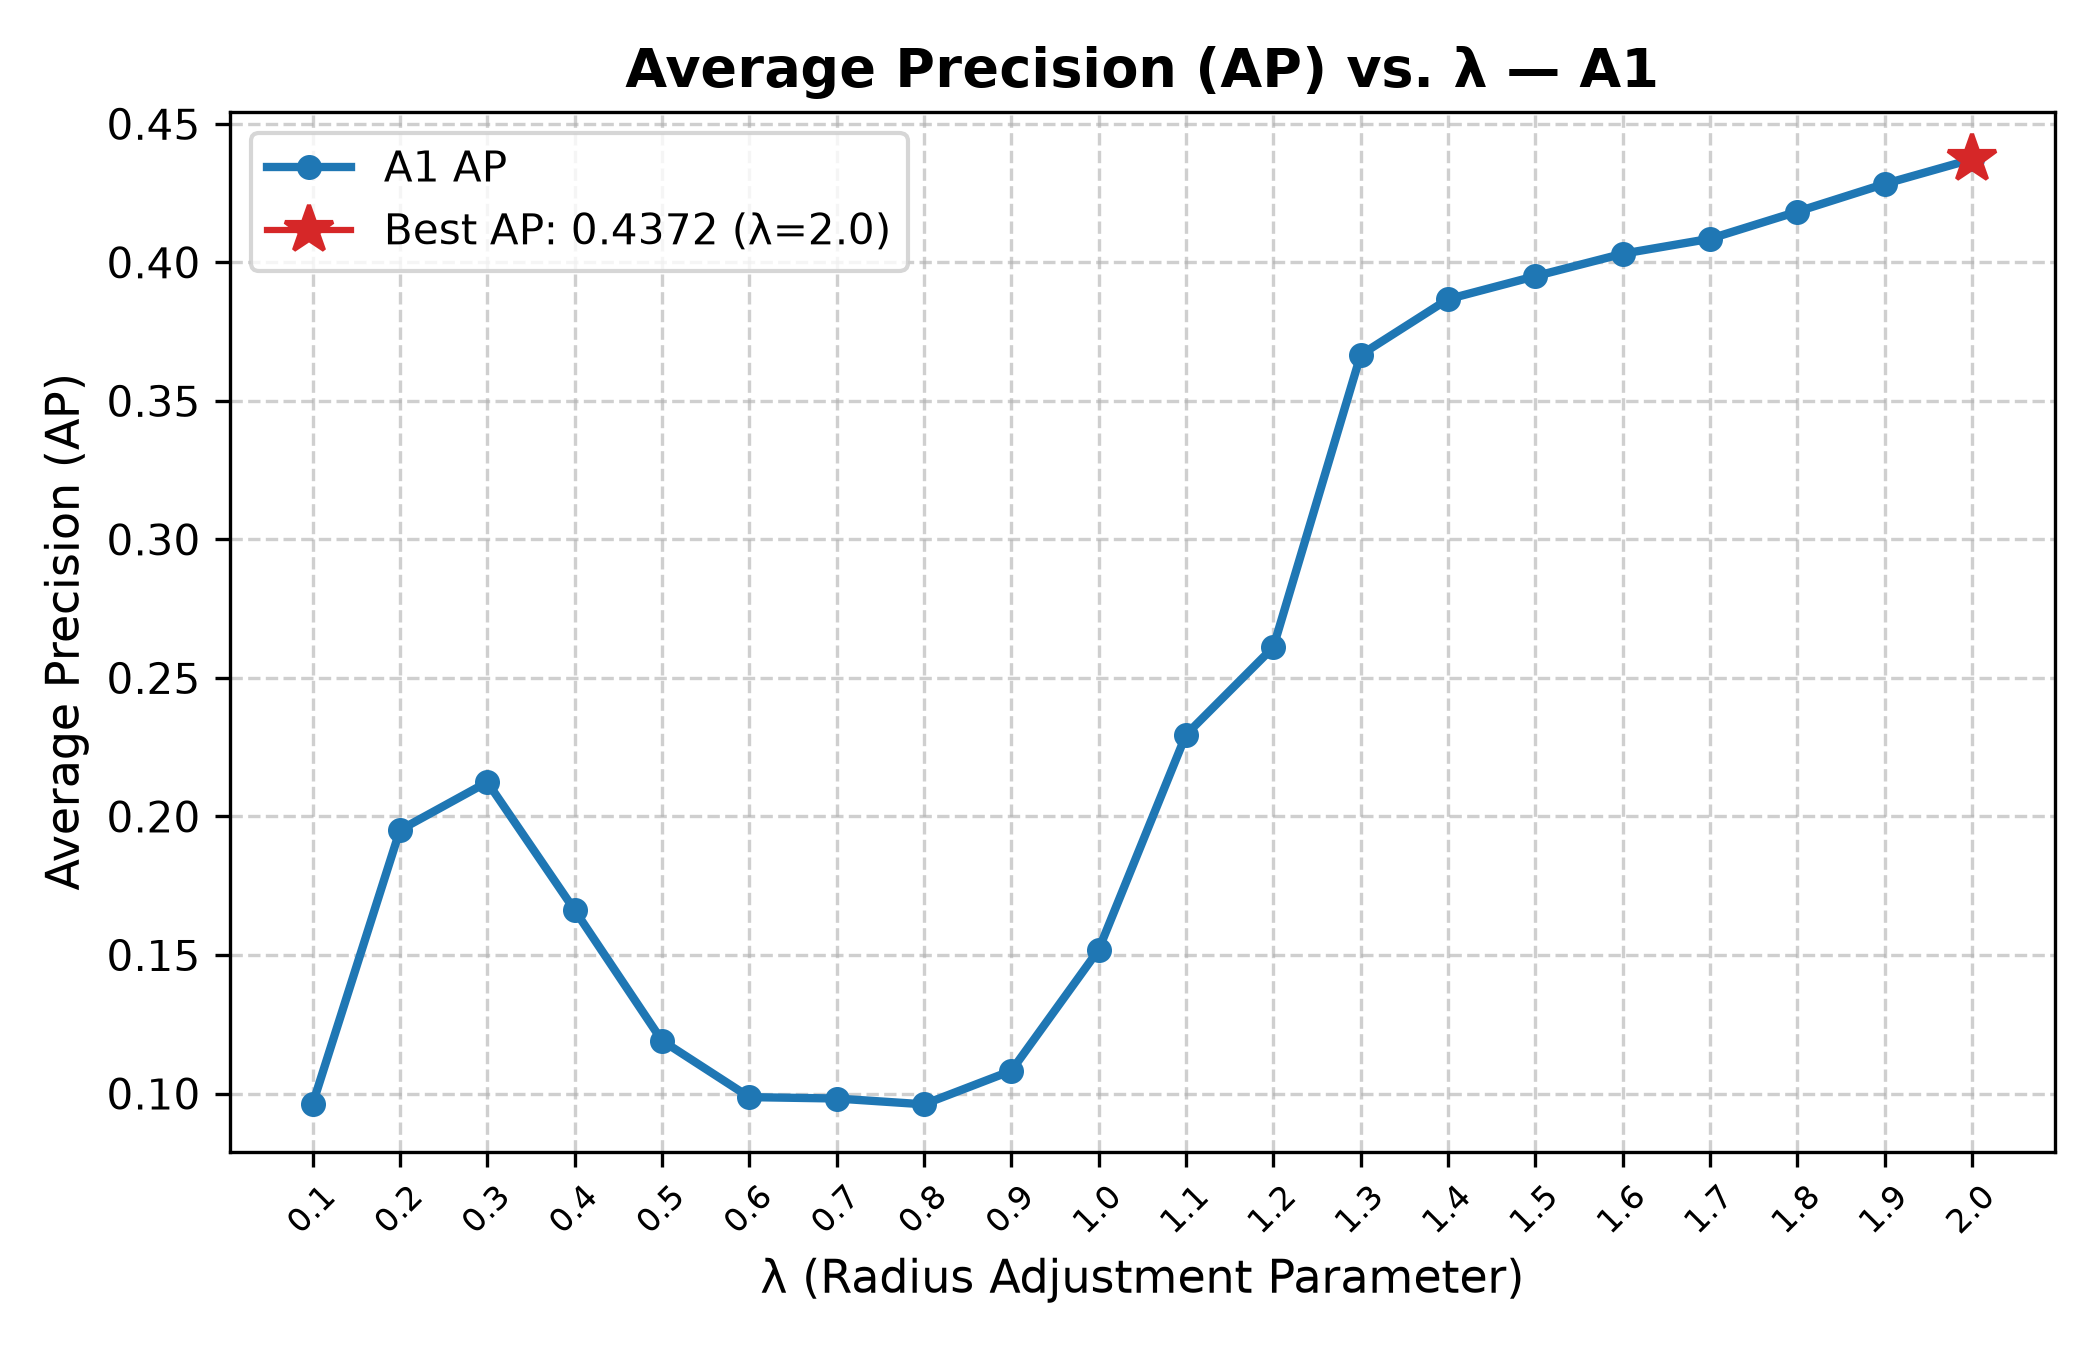 Average Precision (AP) vs. λ — A1
A1 AP
Best AP: 0.4372 (λ=2.0)
Average Precision (AP)
0.45
0.40
0.35
0.30
0.25
0.20
0.15
0.10
0.1 0.2 0.3 0.4 0.5 0.6 0.7 0.8 0.9 1.0 1.1 1.2 1.3 1.4 1.5 1.6 1.7 1.8 1.9 2.0
λ (Radius Adjustment Parameter)